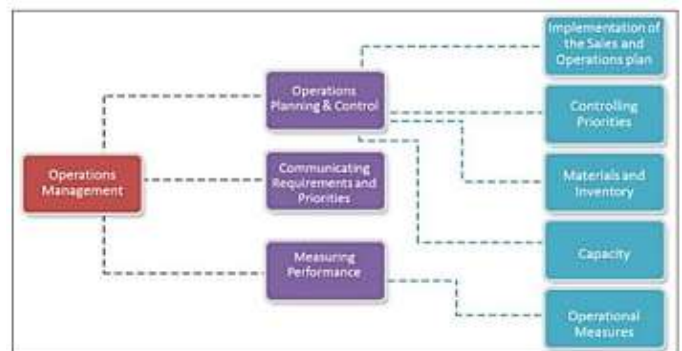 Operations
Management
Operations
Planning & Control
Communicating
Requirements and
Priorities
Measuring
Performance
Implementation of
the Sales and
Operations plan
Controlling
Priorities
Materials and
Inventory
Capacity
Operational
Measures